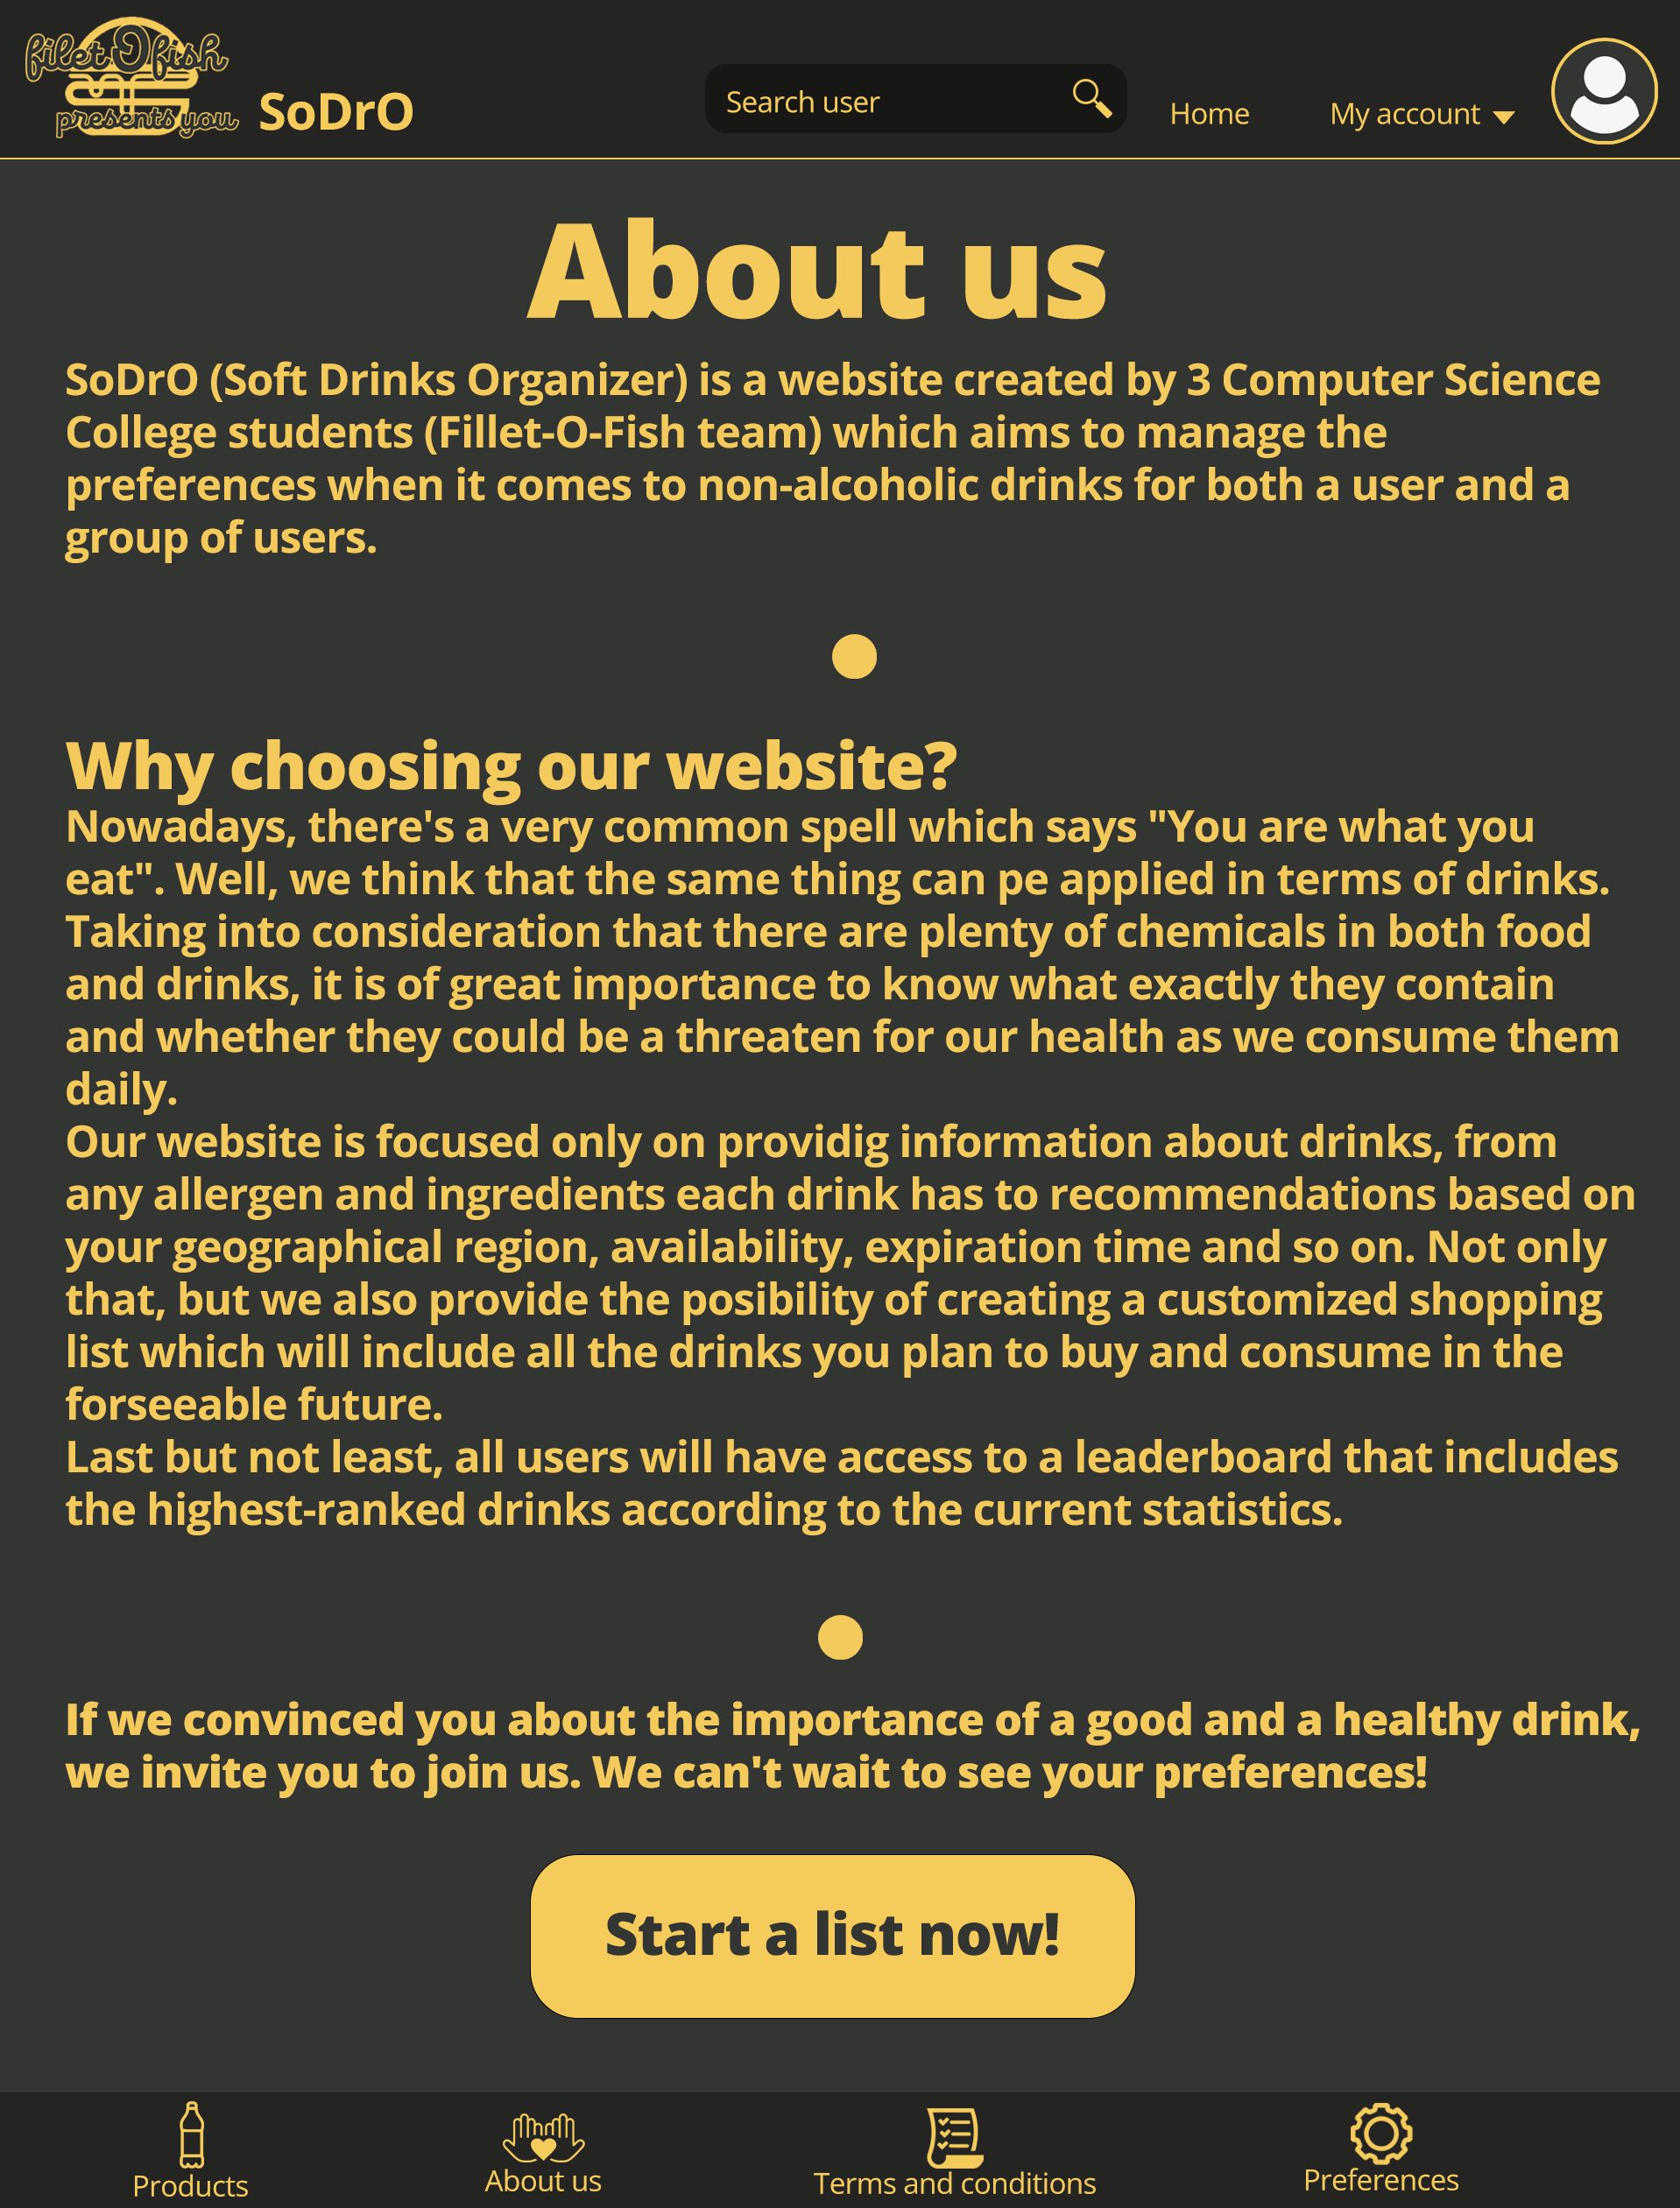 filet O fish
presents you
SoDrO
Search user
Home
My account
About us
SoDrO (Soft Drinks Organizer) is a website created by 3 Computer Science
College students (Fillet-O-Fish team) which aims to manage the
preferences when it comes to non-alcoholic drinks for both a user and a
group of users.
Why choosing our website?
Nowadays, there's a very common spell which says "You are what you
eat". Well, we think that the same thing can pe applied in terms of drinks.
Taking into consideration that there are plenty of chemicals in both food
and drinks, it is of great importance to know what exactly they contain
and whether they could be a threaten for our health as we consume them
daily.
Our website is focused only on providig information about drinks, from
any allergen and ingredients each drink has to recommendations based on
your geographical region, availability, expiration time and so on. Not only
that, but we also provide the posibility of creating a customized shopping
list which will include all the drinks you plan to buy and consume in the
forseeable future.
Last but not least, all users will have access to a leaderboard that includes
the highest-ranked drinks according to the current statistics.
If we convinced you about the importance of a good and a healthy drink,
we invite you to join us. We can't wait to see your preferences!
Start a list now!
Products
About us
Terms and conditions
Preferences